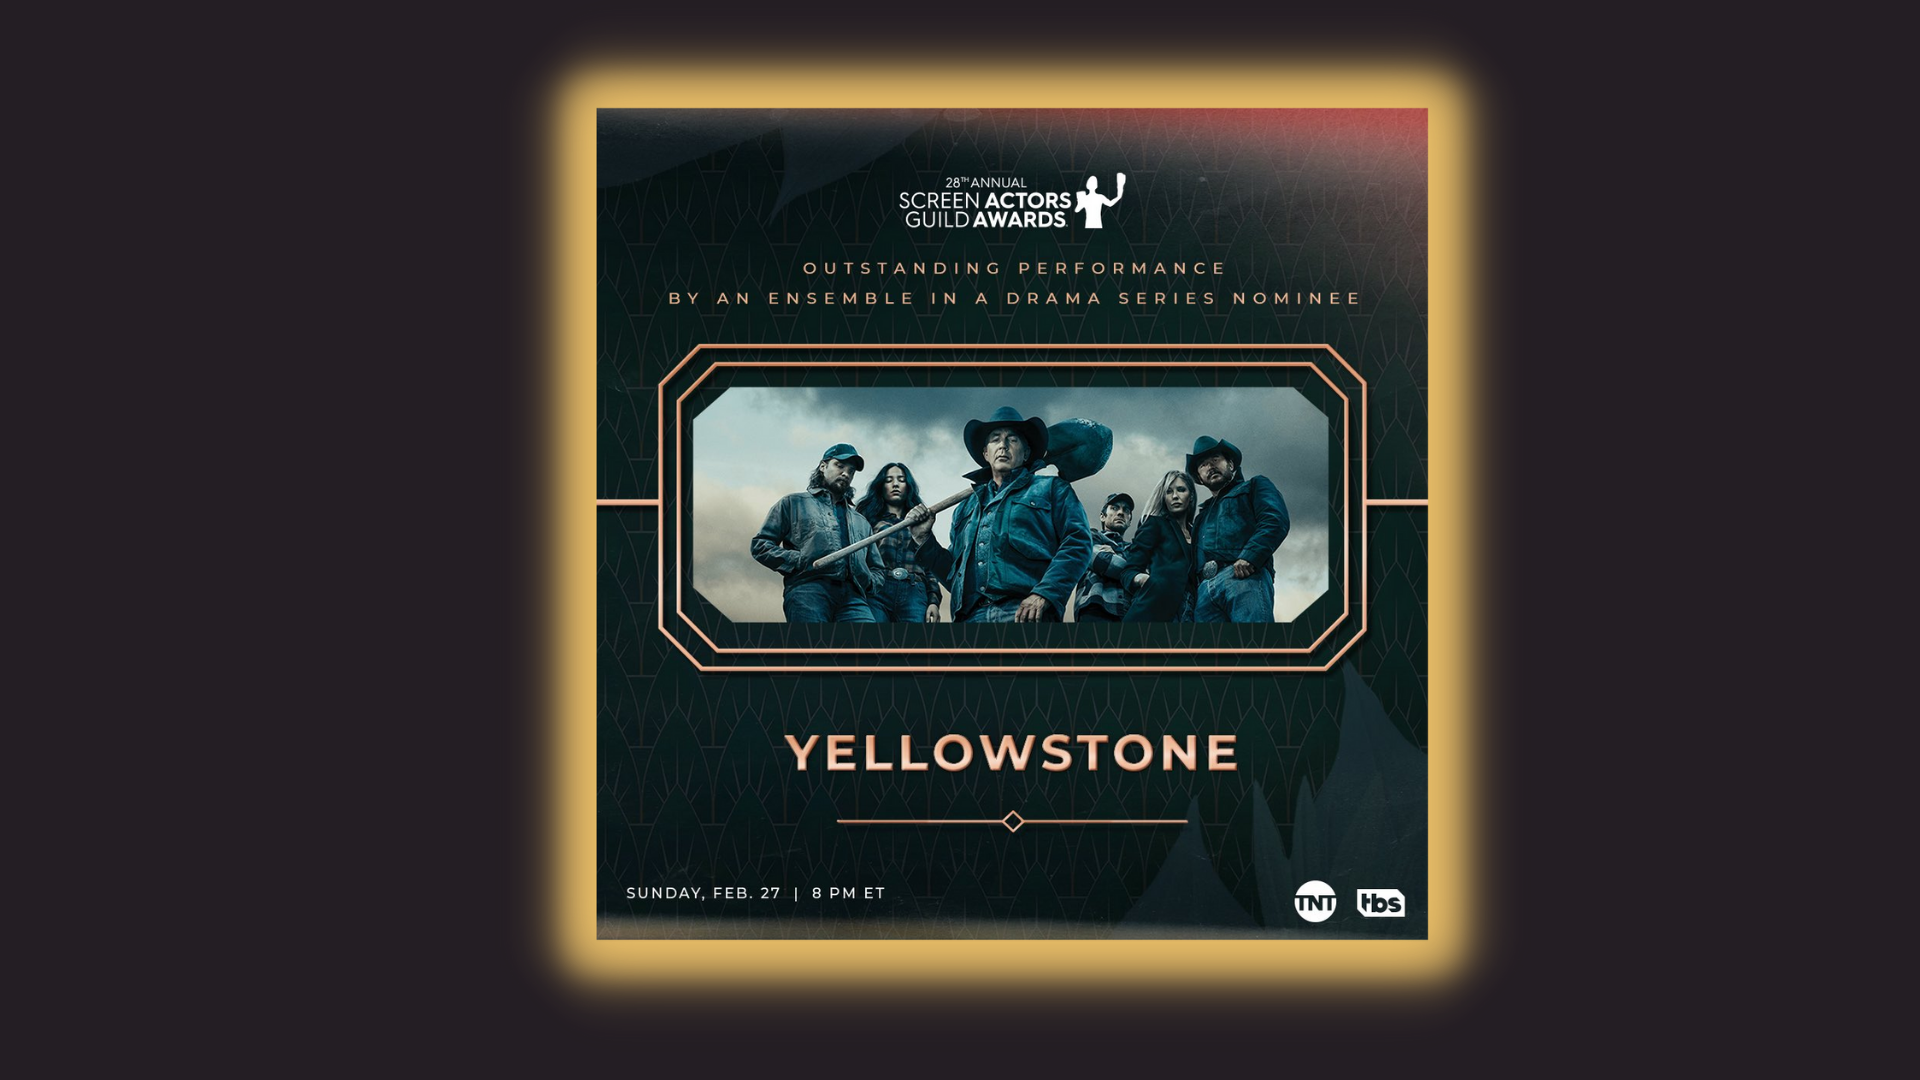 28TH ANNUAL
SCREEN ACTORS
GUILD AWARDS
OUTSTANDING PERFORMANCE
BY AN ENSEMBLE IN A DRAMA SERIES NOMINEE
YELLOWSTONE
SUNDAY, FEB. 27 | 8 PM ET
TNT tbs